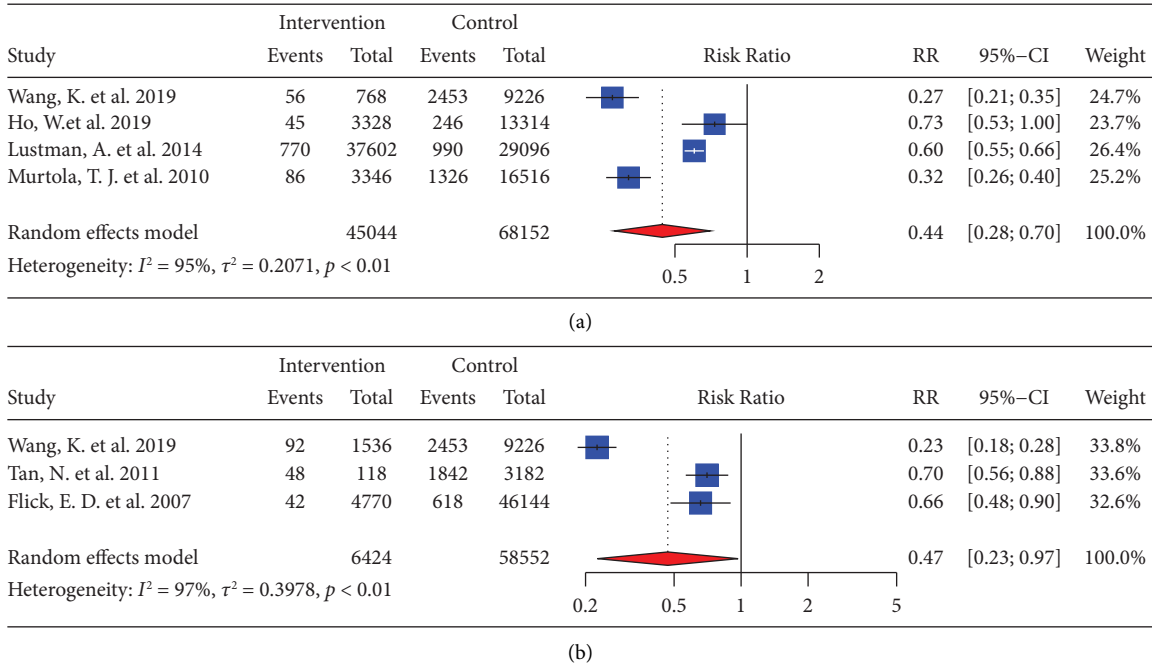 Intervention Control
Study Events Total Events Total Risk Ratio RR 95%−CI Weight
Wang, K. et al. 2019 56 768 2453 9226 0.27 [0.21; 0.35] 24.7%
Ho, W.et al. 2019 45 3328 246 13314 0.73 [0.53; 1.00] 23.7%
Lustman, A. et al. 2014 770 37602 990 29096 0.60 [0.55; 0.66] 26.4%
Murtola, T. J. et al. 2010 86 3346 1326 16516 0.32 [0.26; 0.40] 25.2%
Random effects model 45044 68152 0.44 [0.28; 0.70] 100.0%
Heterogeneity: I² = 95%, τ² = 0.2071, p < 0.01
0.5 1 2
(a)
Intervention Control
Study Events Total Events Total Risk Ratio RR 95%−CI Weight
Wang, K. et al. 2019 92 1536 2453 9226 0.23 [0.18; 0.28] 33.8%
Tan, N. et al. 2011 48 118 1842 3182 0.70 [0.56; 0.88] 33.6%
Flick, E. D. et al. 2007 42 4770 618 46144 0.66 [0.48; 0.90] 32.6%
Random effects model 6424 58552 0.47 [0.23; 0.97] 100.0%
Heterogeneity: I² = 97%, τ² = 0.3978, p < 0.01
0.2 0.5 1 2 5
(b)